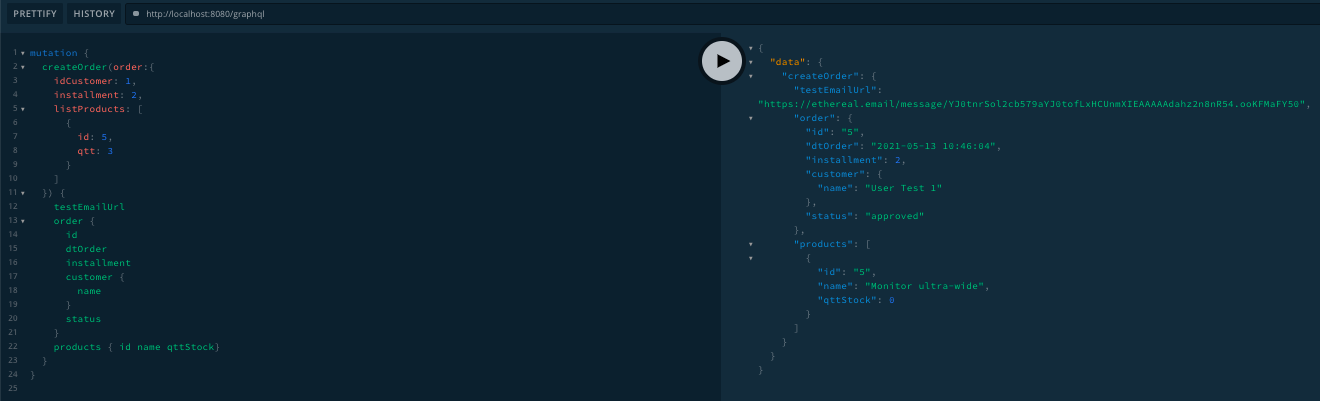 PRETTIFY HISTORY http://localhost:8080/graphql
1 mutation {
2 createOrder(order:{
3 idCustomer: 1,
4 installment: 2,
5 listProducts: [
6 {
7 id: 5,
8 qtt: 3
9 }
10 ]
11 }) {
12 testEmailUrl
13 order {
14 id
15 dtOrder
16 installment
17 customer {
18 name
19 }
20 status
21 }
22 products { id name qttStock}
23 }
24 }
25
{
"data": {
"createOrder": {
"testEmailUrl":
"https://ethereal.email/message/YJ0tnrSol2cb579aYJ0tofLxHCUnmXIEAAAAAdahz2n8nR54.ooKFMaFY50",
"order": {
"id": "5",
"dtOrder": "2021-05-13 10:46:04",
"installment": 2,
"customer": {
"name": "User Test 1"
},
"status": "approved"
},
"products": [
{
"id": "5",
"name": "Monitor ultra-wide",
"qttStock": 0
}
]
}
}
}